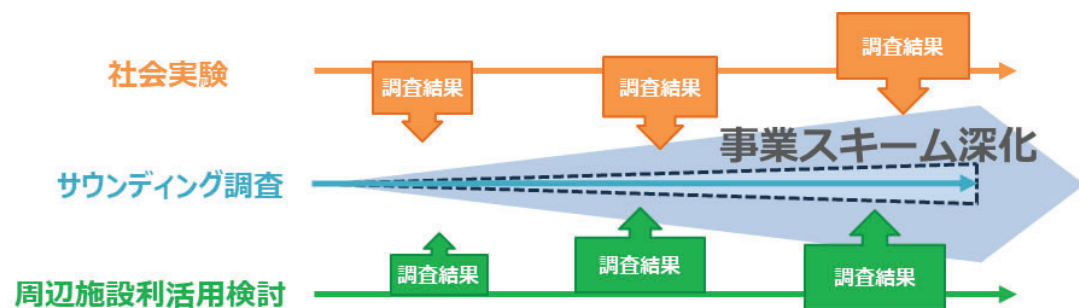 社会実験
調査結果
調査結果
調査結果
事業スキーム深化
サウンディング調査
周辺施設利活用検討
調査結果
調査結果
調査結果